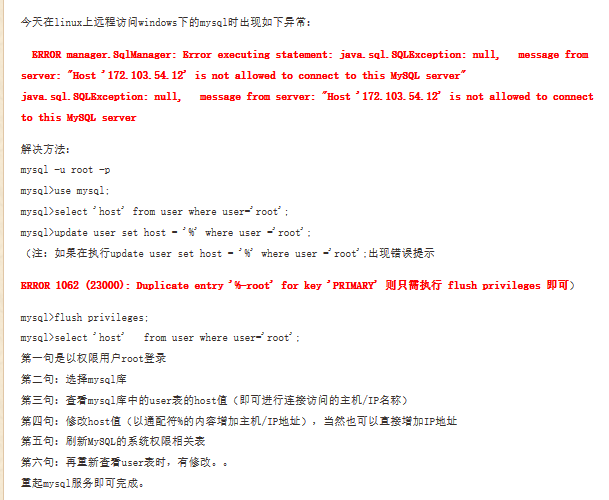 今天在linux上远程访问windows下的mysql时出现如下异常:
ERROR manager.SqlManager: Error executing statement: java.sql.SQLException: null,   message from
server: "Host '172.103.54.12' is not allowed to connect to this MySQL server"
java.sql.SQLException: null,   message from server: "Host '172.103.54.12' is not allowed to connect
to this MySQL server
解决方法:
mysql -u root -p
mysql>use mysql;
mysql>select 'host' from user where user='root';
mysql>update user set host = '%' where user ='root';
（注: 如果在执行update user set host = '%' where user ='root';出现错误提示
ERROR 1062 (23000): Duplicate entry '%-root' for key 'PRIMARY' 则只需执行 flush privileges 即可）
mysql>flush privileges;
mysql>select 'host'   from user where user='root';
第一句是以权限用户root登录
第二句：选择mysql库
第三句：查看mysql库中的user表的host值（即可进行连接访问的主机/IP名称）
第四句：修改host值（以通配符%的内容增加主机/IP地址），当然也可以直接增加IP地址
第五句：刷新MySQL的系统权限相关表
第六句：再重新查看user表时，有修改。。
重起mysql服务即可完成。